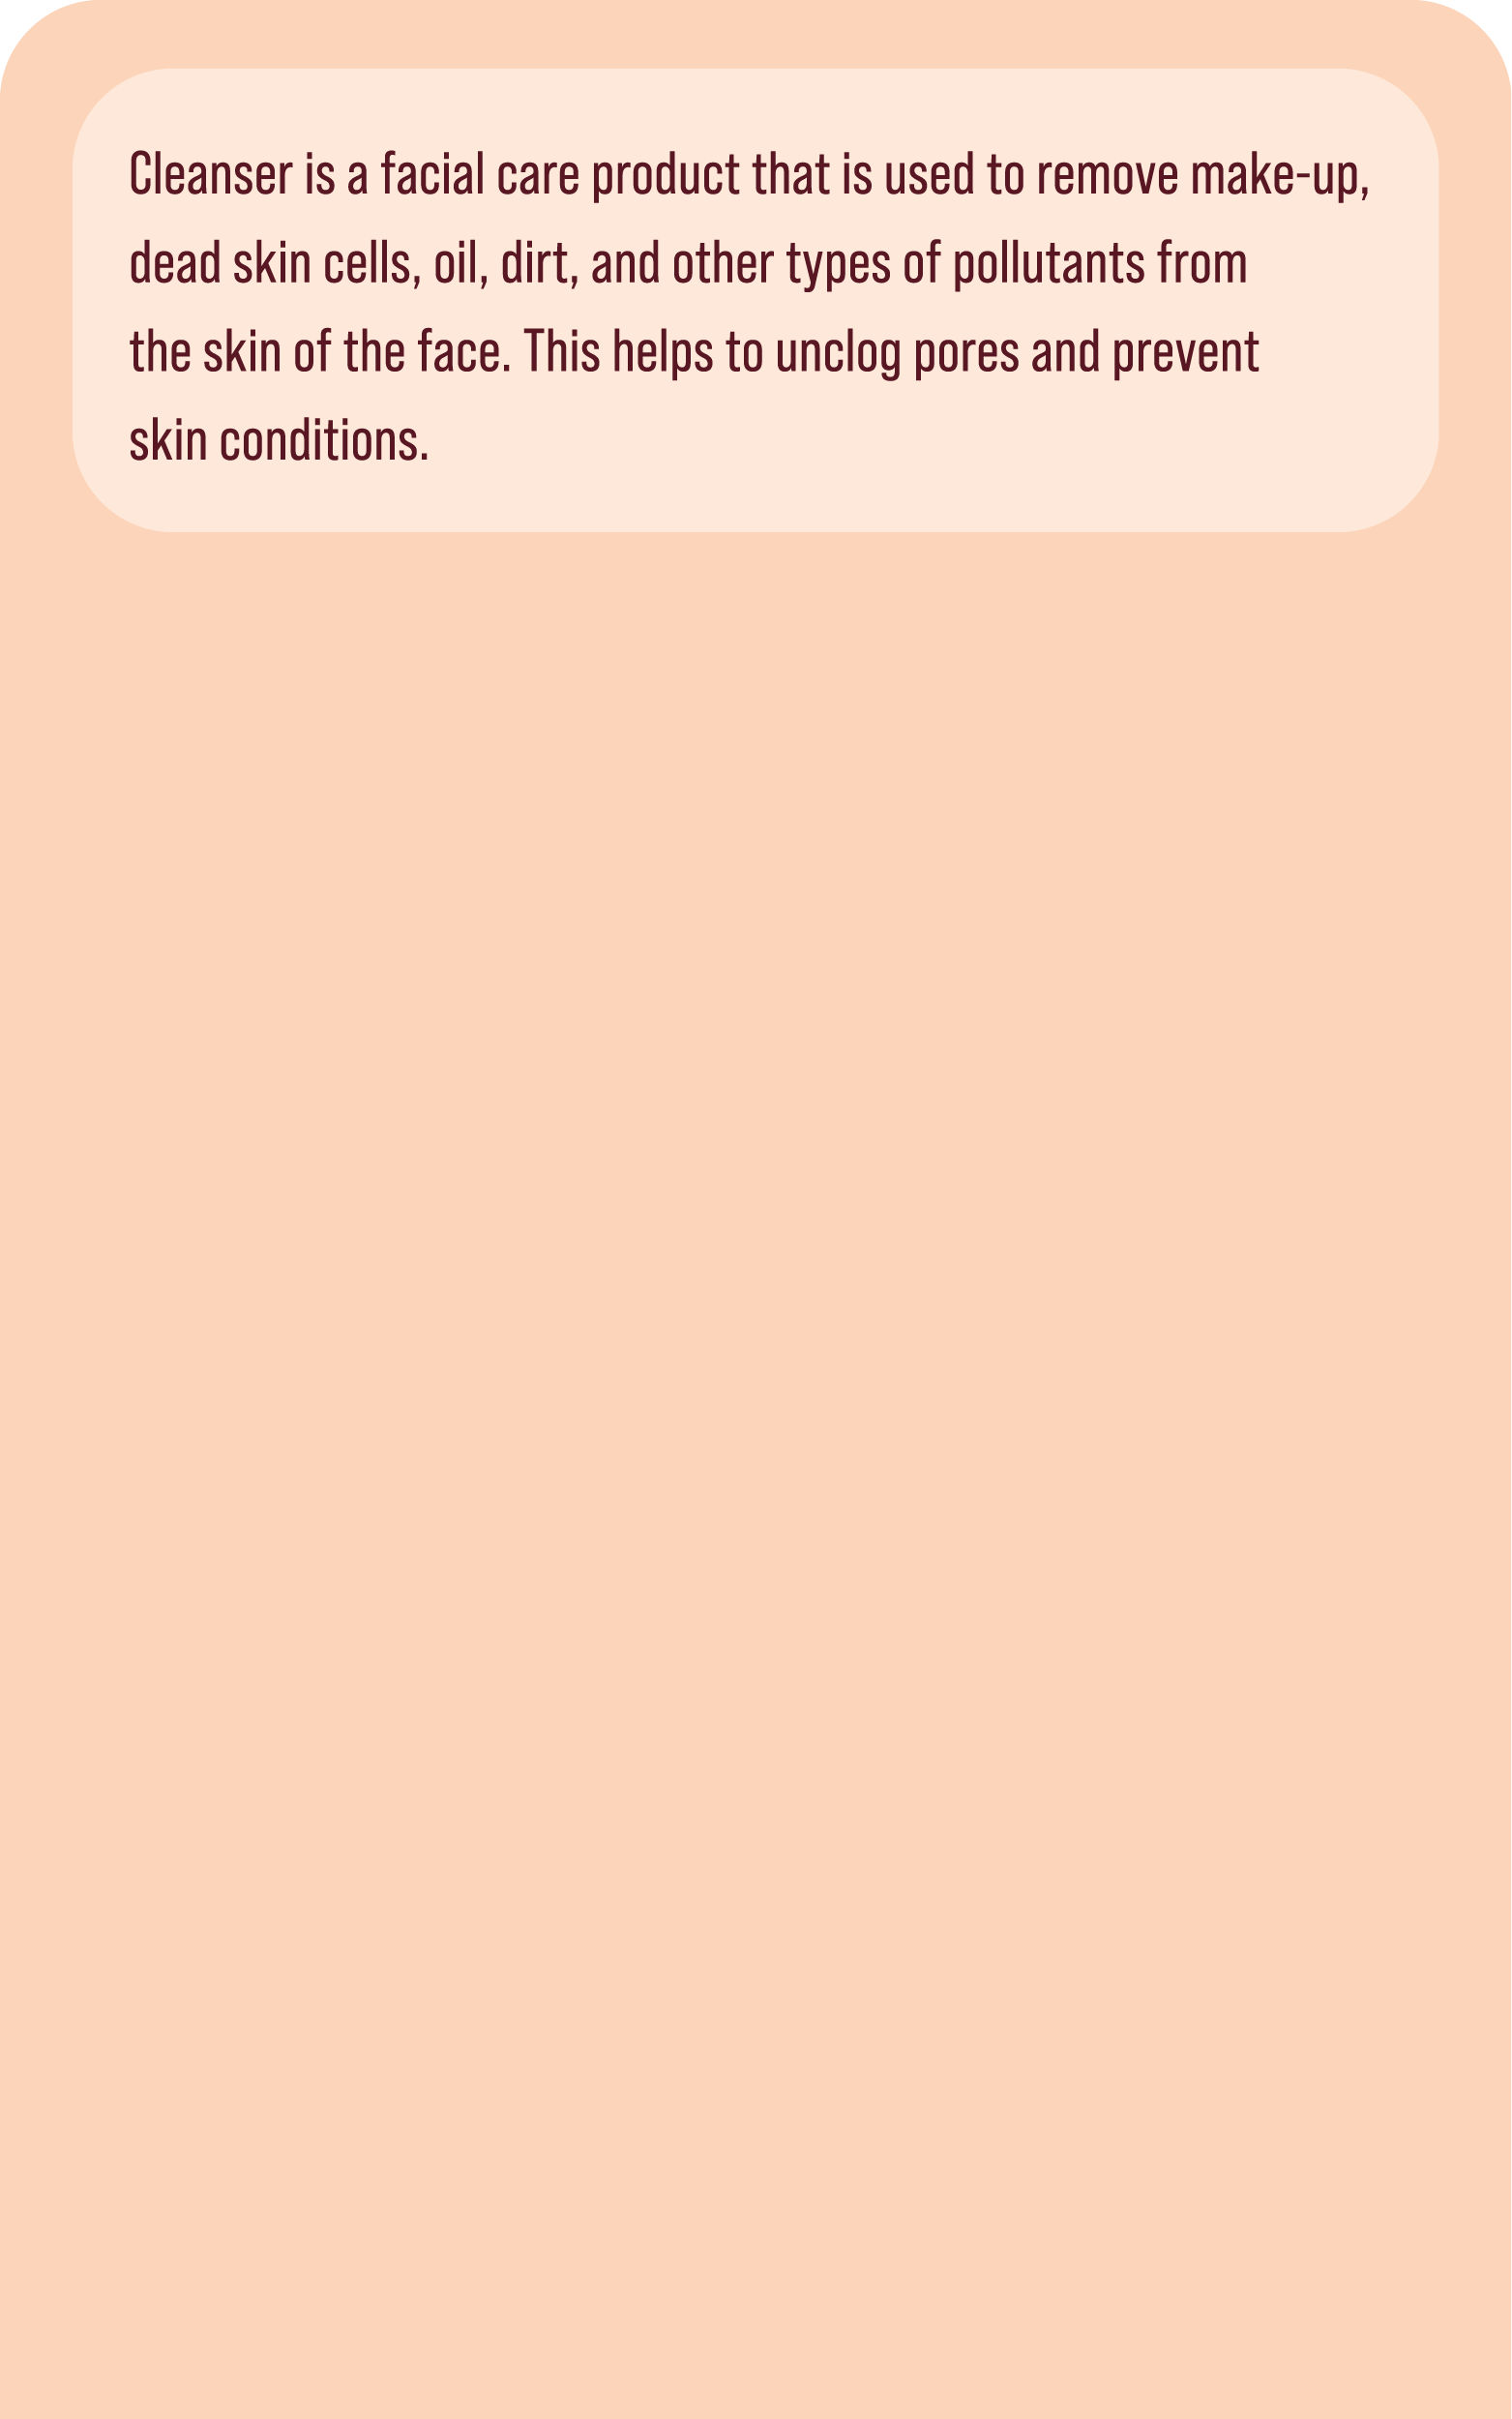 Cleanser is a facial care product that is used to remove make-up,
dead skin cells, oil, dirt, and other types of pollutants from
the skin of the face. This helps to unclog pores and prevent
skin conditions.